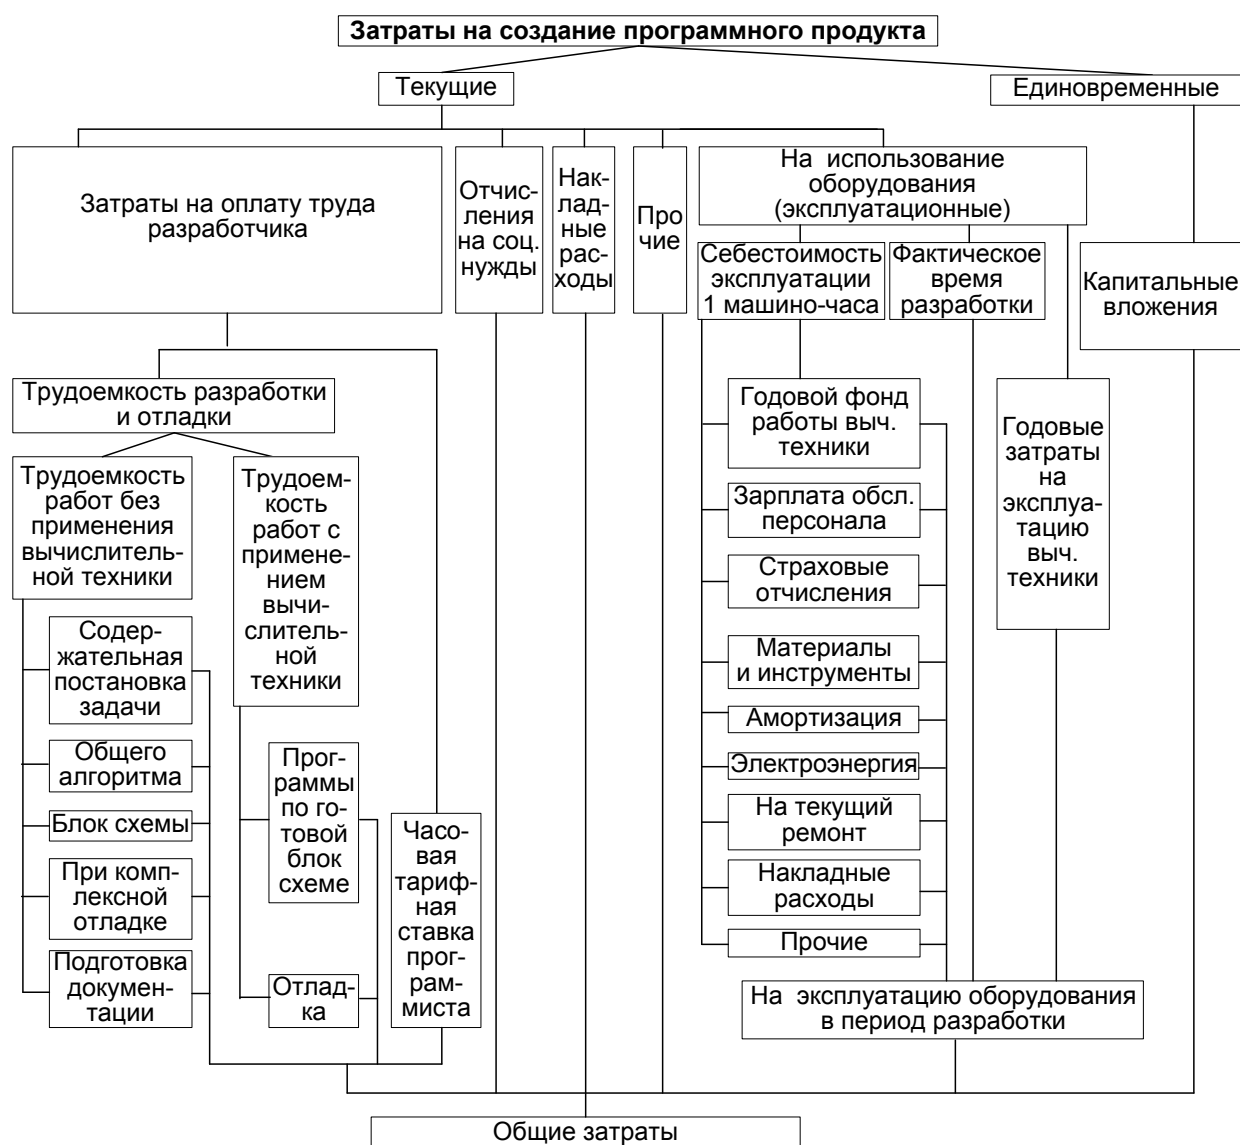 Затраты на создание программного продукта
Текущие
Единовременные
Затраты на оплату труда
разработчика
Отчис-
ления
на соц.
нужды
Нак-
лад-
ные
рас-
ходы
Про
чие
На использование
оборудования
(эксплуатационные)
Себестоимость
эксплуатации
1 машино-часа
Фактическое
время
разработки
Капитальные
вложения
Трудоемкость разработки
и отладки
Трудоемкость
работ без
применения
вычислитель-
ной техники
Трудоем-
кость
работ с
примене-
нием
вычи-
слитель-
ной
техники
Содер-
жательная
постановка
задачи
Общего
алгоритма
Блок схемы
При комп-
лексной
отладке
Подготовка
докумен-
тации
Прог-
раммы
по го-
товой
блок
схеме
Отлад-
ка
Часо-
вая
тариф-
ная
ставка
прог-
рам-
миста
Годовой фонд
работы выч.
техники
Зарплата обсл.
персонала
Страховые
отчисления
Материалы
и инструменты
Амортизация
Электроэнергия
На текущий
ремонт
Накладные
расходы
Прочие
Годовые
затраты
на
эксплуа-
тацию
выч.
техники
На эксплуатацию оборудования
в период разработки
Общие затраты